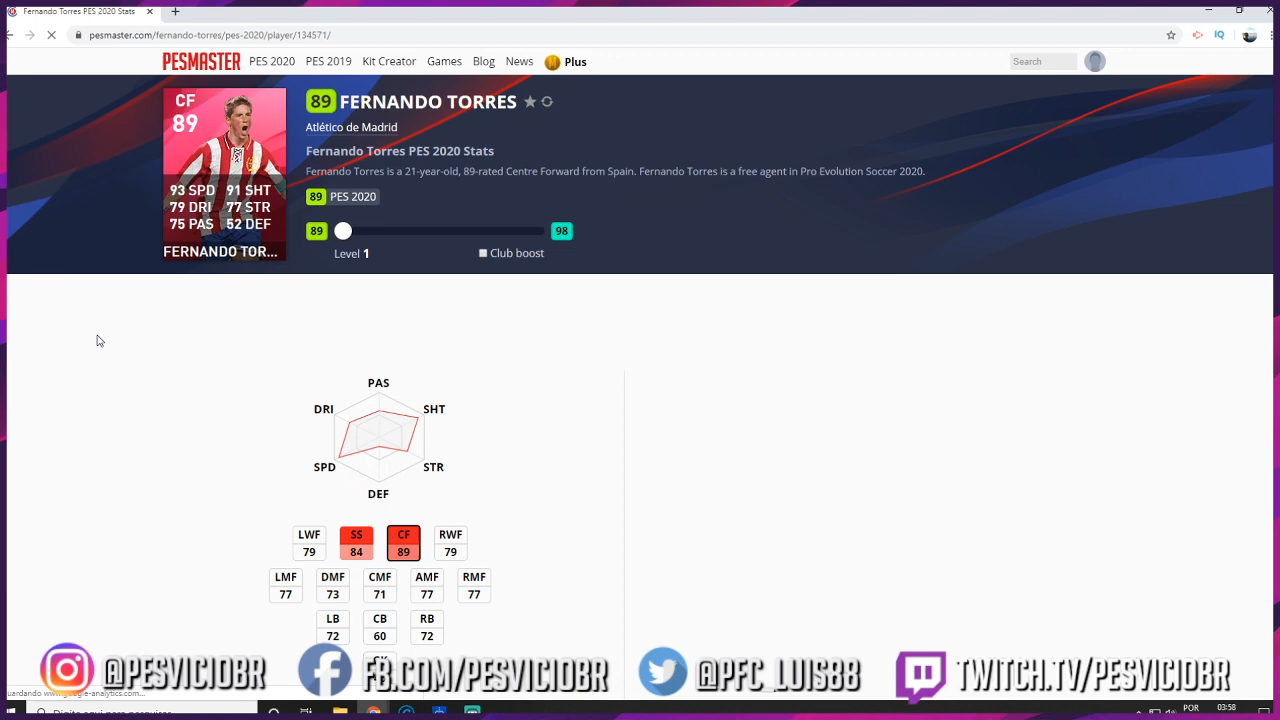 Fernando Torres PES 2020 Stats
pesmaster.com/fernando-torres/pes-2020/player/134571/
IQ
PESMASTER PES 2020 PES 2019 Kit Creator Games Blog News Plus Search
CF
89
93 SPD 91 SHT
79 DRI 77 STR
75 PAS 52 DEF
FERNANDO TOR...
89 FERNANDO TORRES
Atlético de Madrid
Fernando Torres PES 2020 Stats
Fernando Torres is a 21-year-old, 89-rated Centre Forward from Spain. Fernando Torres is a free agent in Pro Evolution Soccer 2020.
89 PES 2020
89 98
Level 1 Club boost
PAS
DRI SHT
SPD STR
DEF
LWF SS CF RWF
79 84 89 79
LMF DMF CMF AMF RMF
77 73 71 77 77
LB CB RB
72 60 72
@PESVICIOBR FB.COM/PESVICIOBR @PFC_LUIS88 TWITCH.TV/PESVICIOBR
POR 03:58